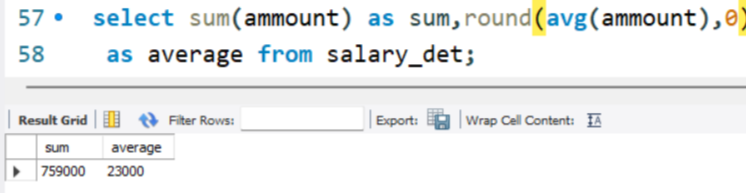 57 select sum(ammount) as sum,round(avg(ammount),0)
58 as average from salary_det;
Result Grid Filter Rows: Export: Wrap Cell Content: IA
sum average
759000 23000